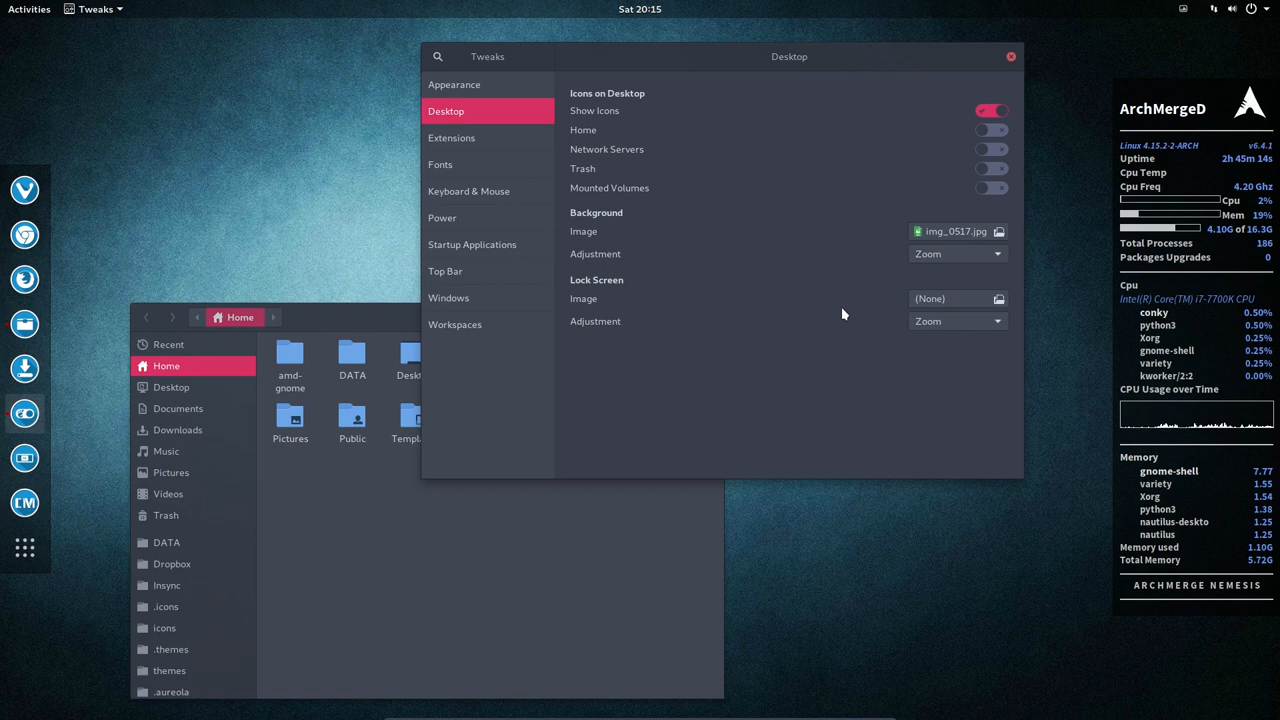 Activities
Tweaks
Sat 20:15
Tweaks
Desktop
Appearance
Desktop
Extensions
Fonts
Keyboard & Mouse
Power
Startup Applications
Top Bar
Windows
Workspaces
Icons on Desktop
Show Icons
Home
Network Servers
Trash
Mounted Volumes
Background
Image img_0517.jpg
Adjustment Zoom
Lock Screen
Image (None)
Adjustment Zoom
Home
Recent
Home
Desktop
Documents
Downloads
Music
Pictures
Videos
Trash
DATA
Dropbox
Insync
.icons
icons
.themes
themes
.aureola
amd-
gnome
DATA
Deskt
Pictures
Public
Templa
CM
ArchMergeD
Linux 4.15.2-2-ARCH v6.4.1
Uptime 2h 45m 14s
Cpu Temp
Cpu Freq 4.20 Ghz
Cpu 2%
Mem 19%
4.10G of 16.3G
Total Processes 186
Packages Upgrades 0
Cpu
Intel(R) Core(TM) i7-7700K CPU
conky 0.50%
python3 0.50%
Xorg 0.25%
gnome-shell 0.25%
variety 0.25%
kworker/2:2 0.00%
CPU Usage over Time
Memory
gnome-shell 7.77
variety 1.55
Xorg 1.54
python3 1.38
nautilus-deskto 1.25
nautilus 1.25
Memory used 1.10G
Total Memory 5.72G
ARCHMERGE NEMESIS